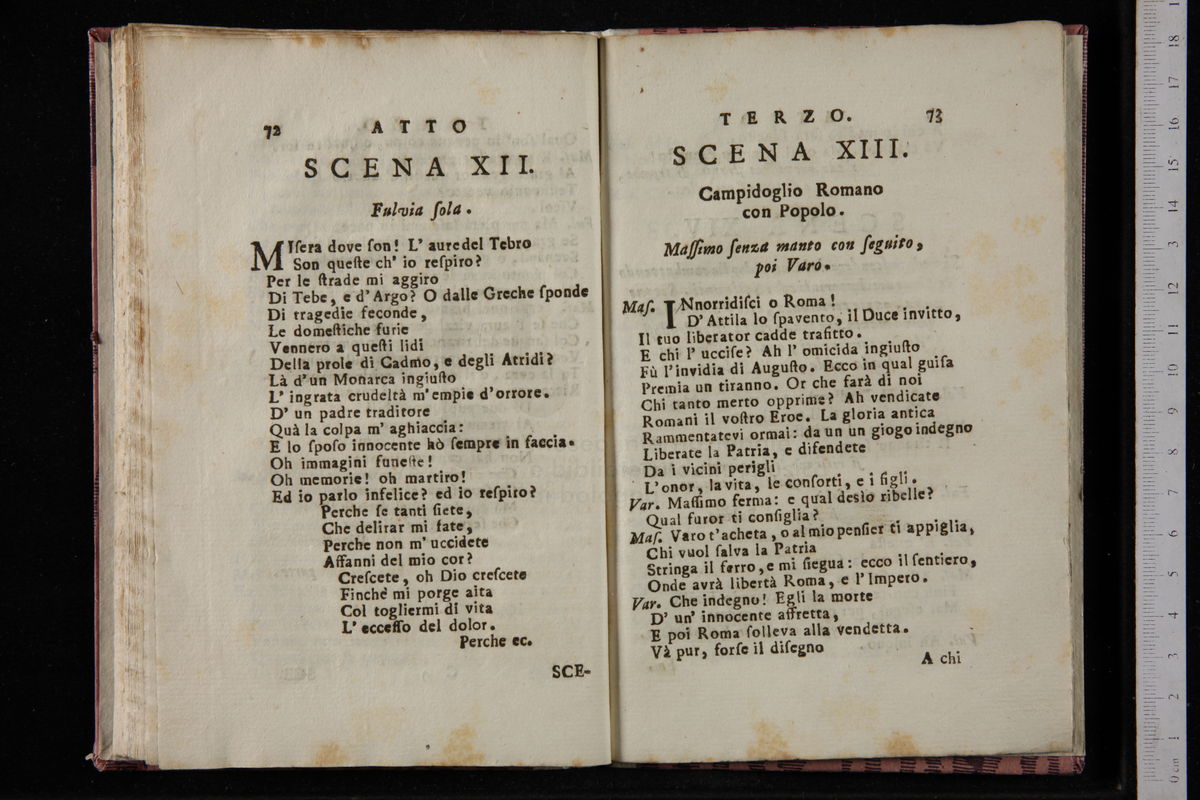 72 ATTO
SCENA XII.
Fulvia ſola.
MIſera dove ſon! L' aure del Tebro
Son queſte ch' io reſpiro?
Per le ſtrade mi aggiro
Di Tebe, e d'Argo? O dalle Greche ſponde
Di tragedie feconde,
Le domeſtiche furie
Vennero a queſti lidi
Della prole di Cadmo, e degli Atridi?
Là d'un Monarca ingiuſto
L' ingrata crudeltà m'empie d'orrore.
D' un padre traditore
Quà la colpa m' aghiaccia:
E lo ſpoſo innocente hò ſempre in faccia.
Oh immagini funeſte!
Oh memorie! oh martiro!
Ed io parlo infelice? ed io reſpiro?
Perche ſe tanti ſiete,
Che delirar mi fate,
Perche non m' uccidete
Affanni del mio cor?
Creſcete, oh Dio creſcete
Finchè mi porge aita
Col togliermi di vita
L' ecceſſo del dolor.
Perche ec.
SCE-
TERZO. 73
SCENA XIII.
Campidoglio Romano
con Popolo.
Maſſimo ſenza manto con ſeguito,
poi Varo.
Maſ. INnorridiſci o Roma!
D' Attila lo ſpavento, il Duce invitto,
Il tuo liberator cadde trafitto.
E chi l' ucciſe? Ah l' omicida ingiuſto
Fù l'invidia di Auguſto. Ecco in qual guiſa
Premia un tiranno. Or che farà di noi
Chi tanto merto opprime? Ah vendicate
Romani il voſtro Eroe. La gloria antica
Rammentatevi ormai: da un un giogo indegno
Liberate la Patria, e difendete
Da i vicini perigli
L'onor, la vita, le conſorti, e i figli.
Var. Maſſimo ferma: e qual desìo ribelle?
Qual furor ti conſiglia?
Maſ. Varo t'acheta, o al mio penſier ti appiglia,
Chi vuol ſalva la Patria
Stringa il ferro, e mi ſiegua: ecco il ſentiero,
Onde avrà libertà Roma, e l'Impero.
Var. Che indegno! Egli la morte
D' un' innocente affretta,
E poi Roma ſolleva alla vendetta.
Và pur, forſe il diſegno
A chi